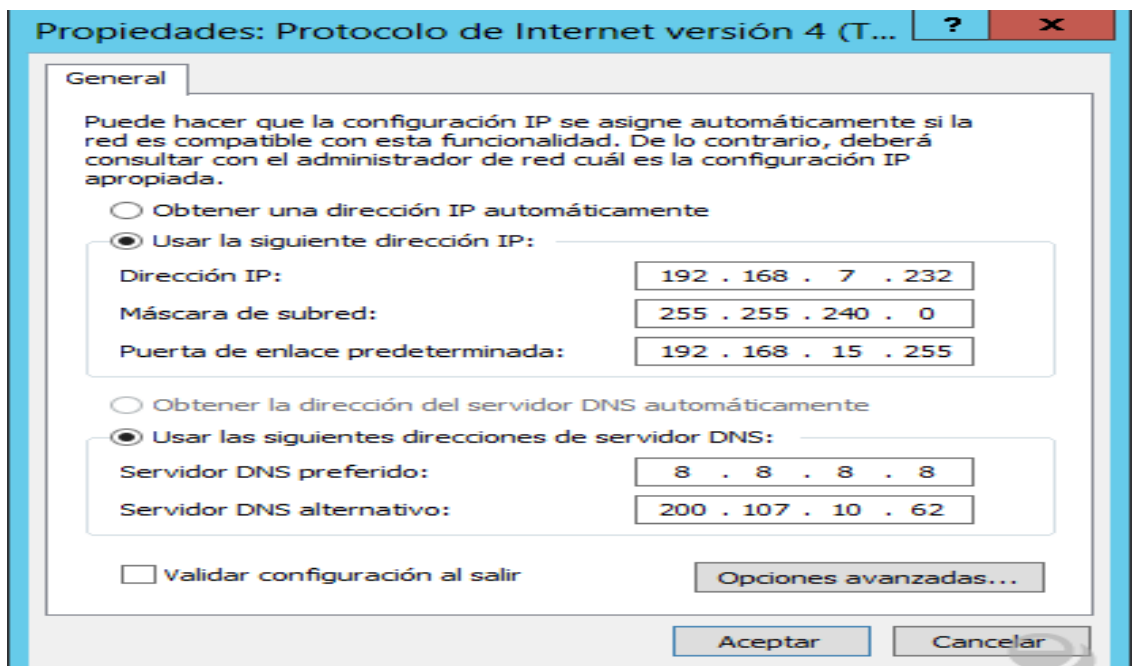 Propiedades: Protocolo de Internet versión 4 (T... ? x
General
Puede hacer que la configuración IP se asigne automáticamente si la
red es compatible con esta funcionalidad. De lo contrario, deberá
consultar con el administrador de red cuál es la configuración IP
apropiada.
Obtener una dirección IP automáticamente
Usar la siguiente dirección IP:
Dirección IP: 192 . 168 . 7 . 232
Máscara de subred: 255 . 255 . 240 . 0
Puerta de enlace predeterminada: 192 . 168 . 15 . 255
Obtener la dirección del servidor DNS automáticamente
Usar las siguientes direcciones de servidor DNS:
Servidor DNS preferido: 8 . 8 . 8 . 8
Servidor DNS alternativo: 200 . 107 . 10 . 62
Validar configuración al salir Opciones avanzadas...
Aceptar Cancelar